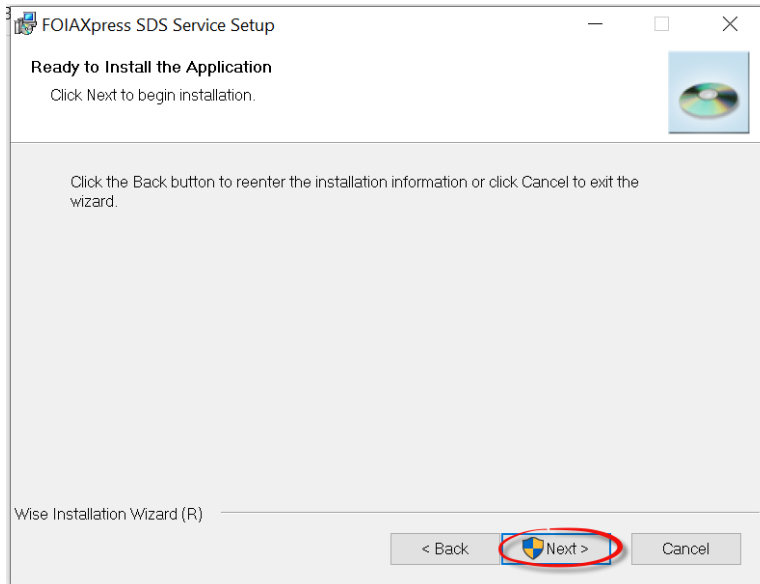 FOIAXpress SDS Service Setup
Ready to Install the Application
Click Next to begin installation.
Click the Back button to reenter the installation information or click Cancel to exit the
wizard.
Wise Installation Wizard (R)
< Back Next > Cancel